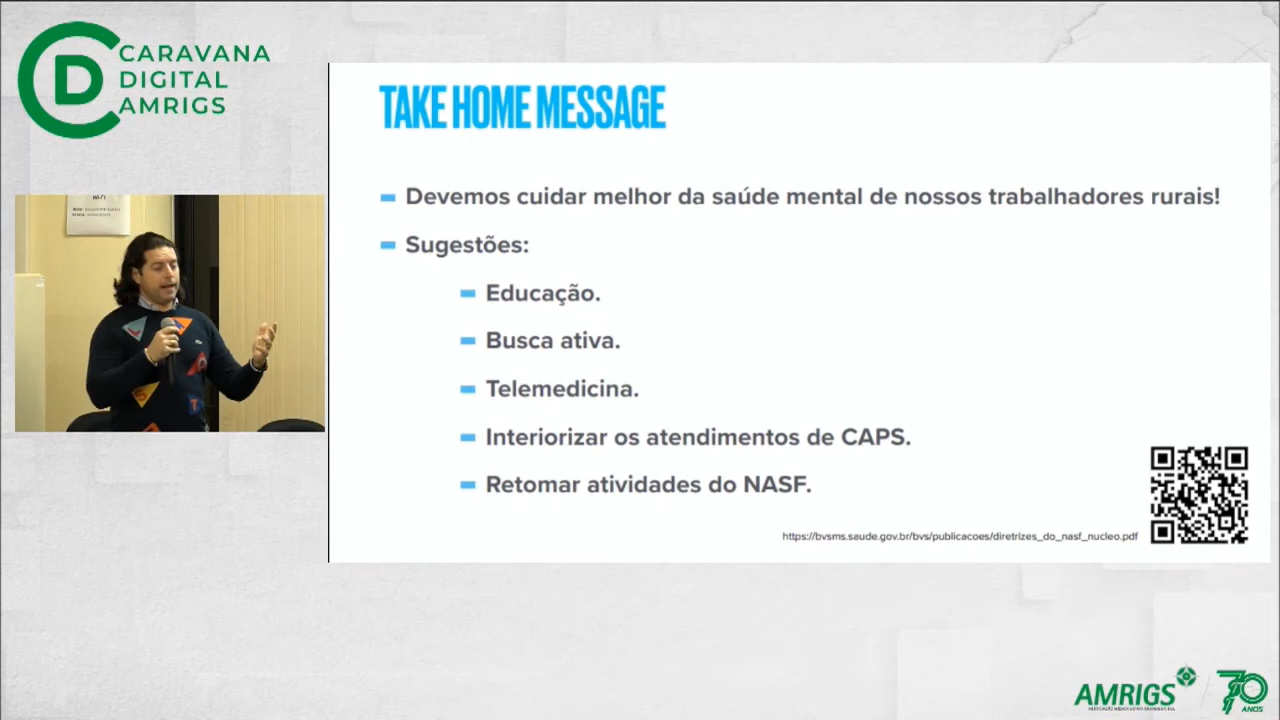 CARAVANA
DIGITAL
AMRIGS
TAKE HOME MESSAGE
Devemos cuidar melhor da saúde mental de nossos trabalhadores rurais!
Sugestões:
Educação.
Busca ativa.
Telemedicina.
Interiorizar os atendimentos de CAPS.
Retomar atividades do NASF.
https://bvsms.saude.gov.br/bvs/publicacoes/diretrizes_do_nasf_nucleo.pdf
Wi-Fi
AMRIGS
70
ANOS